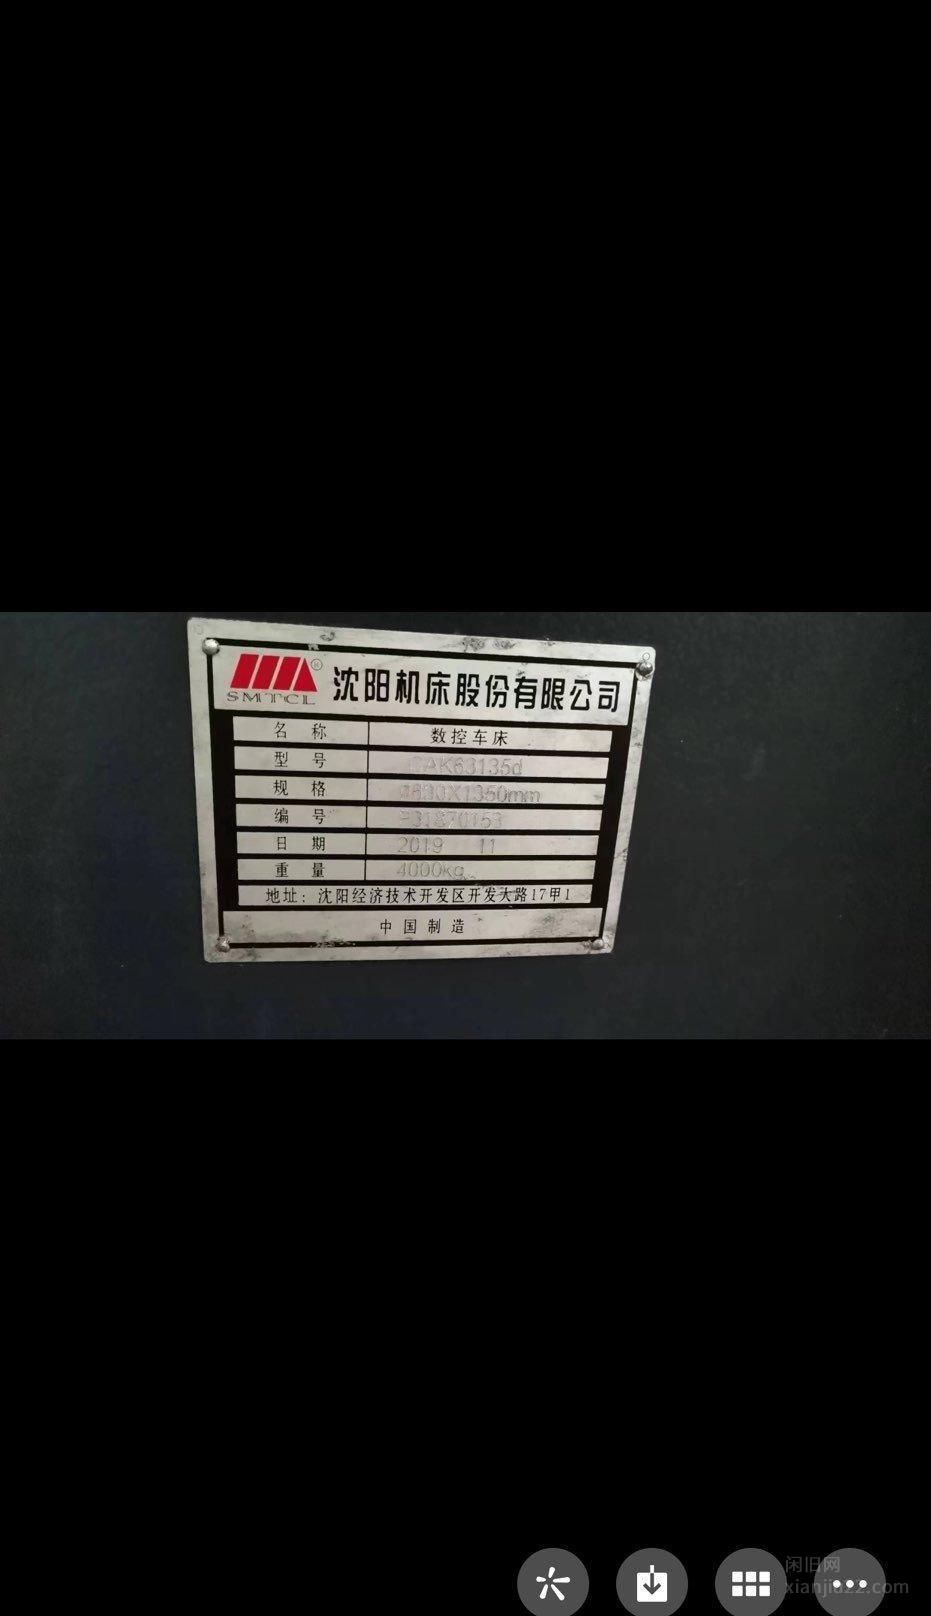 SMTCL ® 沈阳机床股份有限公司
名 称 数控车床
型 号 CAK63135d
规 格 Φ630X1350mm
编 号
日 期 2019 11
重 量 4000kg
地址: 沈阳经济技术开发区开发大路17甲1
中国制造
闲旧网
xianjiu22.com